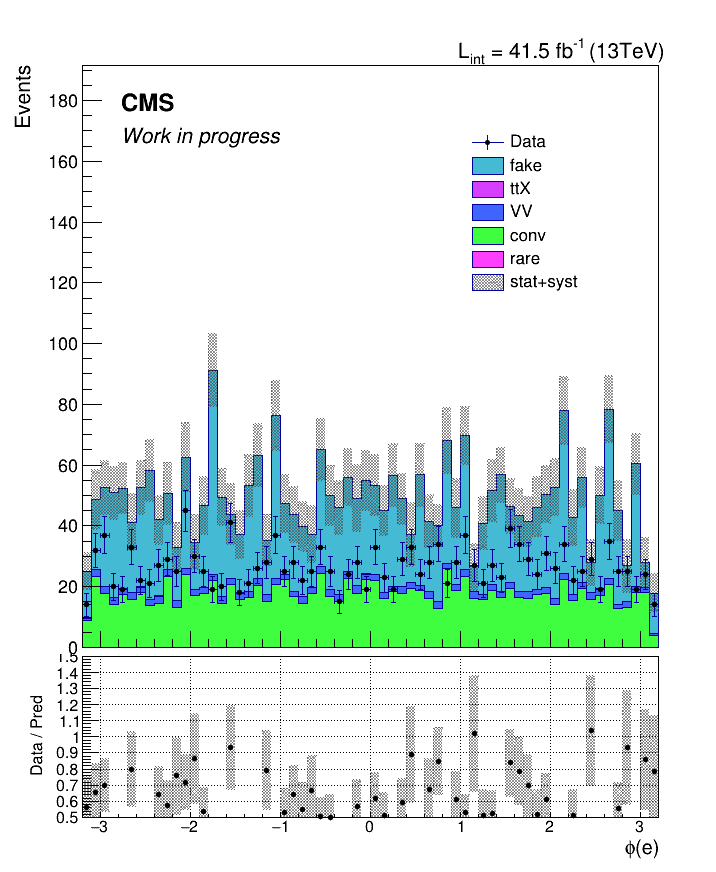 L_int = 41.5 fb^-1 (13TeV)
Events
CMS
Work in progress
Data
fake
ttX
VV
conv
rare
stat+syst
180
160
140
120
100
80
60
40
20
0
Data / Pred
1.5
1.4
1.3
1.2
1.1
1
0.9
0.8
0.7
0.6
0.5
−3 −2 −1 0 1 2 3
ϕ(e)